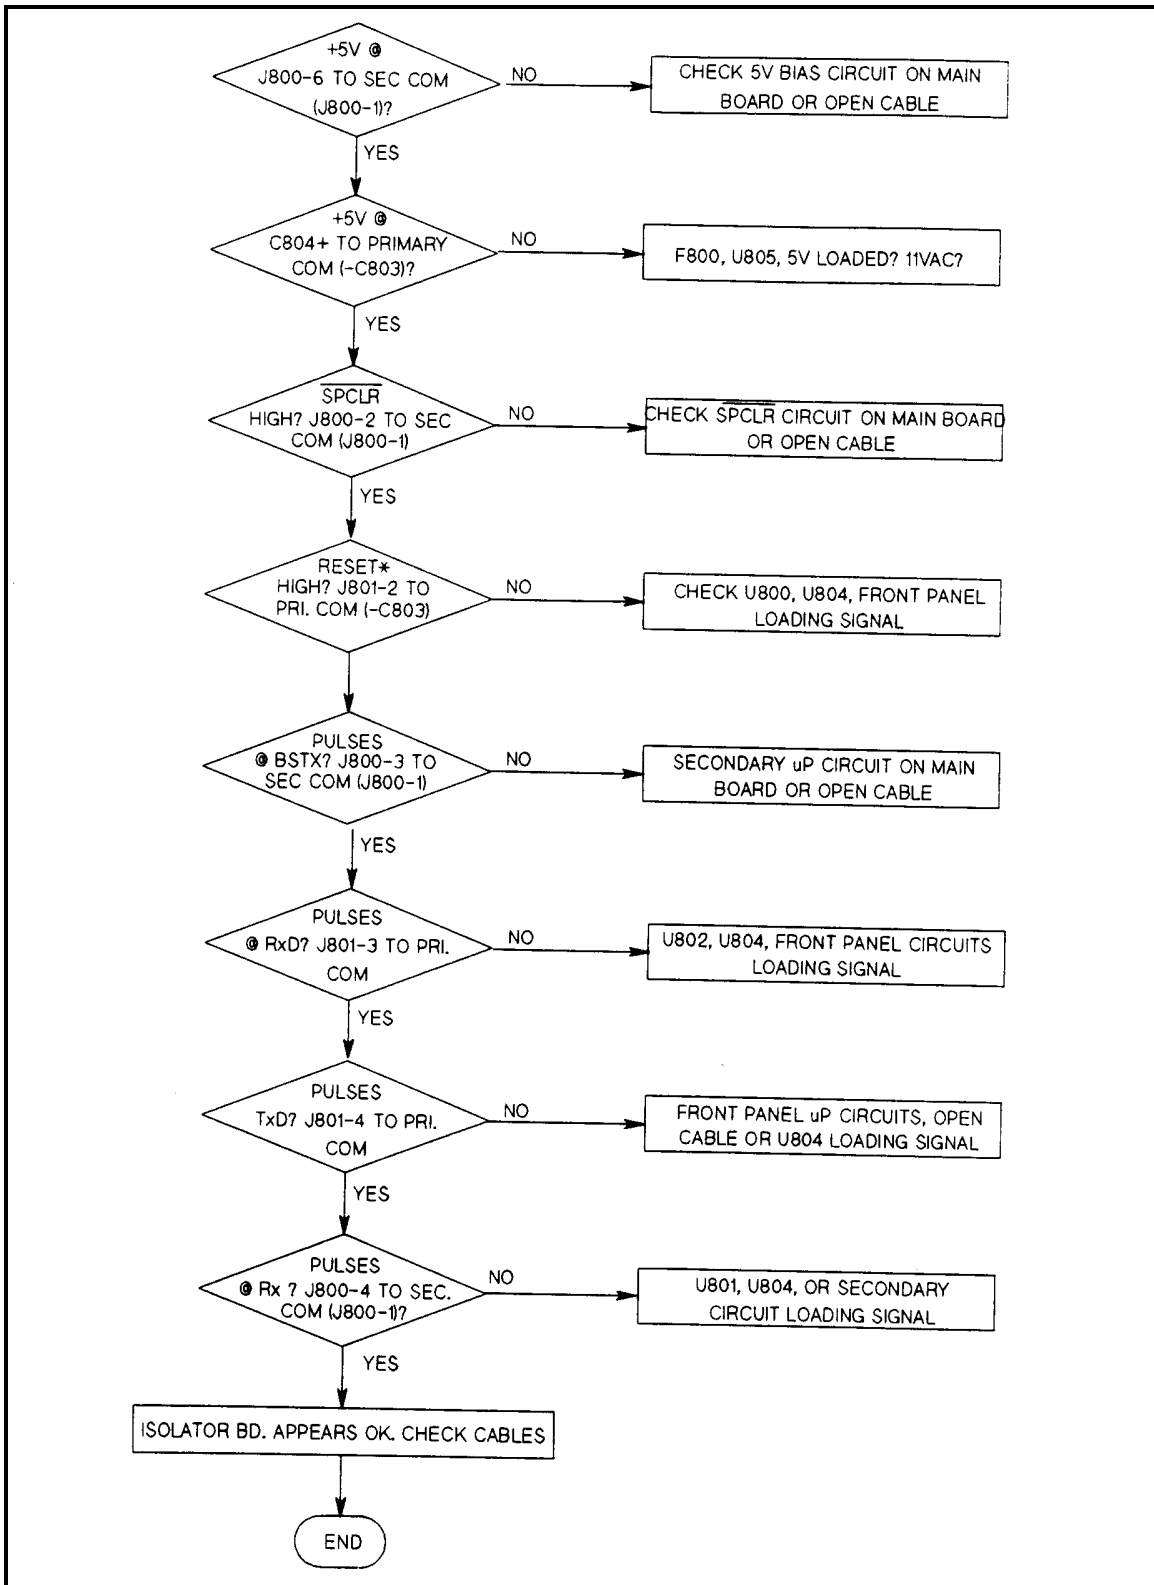 +5V @
J800-6 TO SEC COM
(J800-1)?
NO
CHECK 5V BIAS CIRCUIT ON MAIN
BOARD OR OPEN CABLE
YES
+5V @
C804+ TO PRIMARY
COM (-C803)?
NO
F800, U805, 5V LOADED? 11VAC?
YES
S̅P̅C̅L̅R̅
HIGH? J800-2 TO SEC
COM (J800-1)
NO
CHECK S̅P̅C̅L̅R̅ CIRCUIT ON MAIN BOARD
OR OPEN CABLE
YES
RESET*
HIGH? J801-2 TO
PRI. COM (-C803)
NO
CHECK U800, U804, FRONT PANEL
LOADING SIGNAL
PULSES
@ BSTX? J800-3 TO
SEC COM (J800-1)
NO
SECONDARY uP CIRCUIT ON MAIN
BOARD OR OPEN CABLE
YES
PULSES
@ RxD? J801-3 TO PRI.
COM
NO
U802, U804, FRONT PANEL CIRCUITS
LOADING SIGNAL
YES
PULSES
TxD? J801-4 TO PRI.
COM
NO
FRONT PANEL uP CIRCUITS, OPEN
CABLE OR U804 LOADING SIGNAL
YES
PULSES
@ Rx ? J800-4 TO SEC.
COM (J800-1)?
NO
U801, U804, OR SECONDARY
CIRCUIT LOADING SIGNAL
YES
ISOLATOR BD. APPEARS OK. CHECK CABLES
END